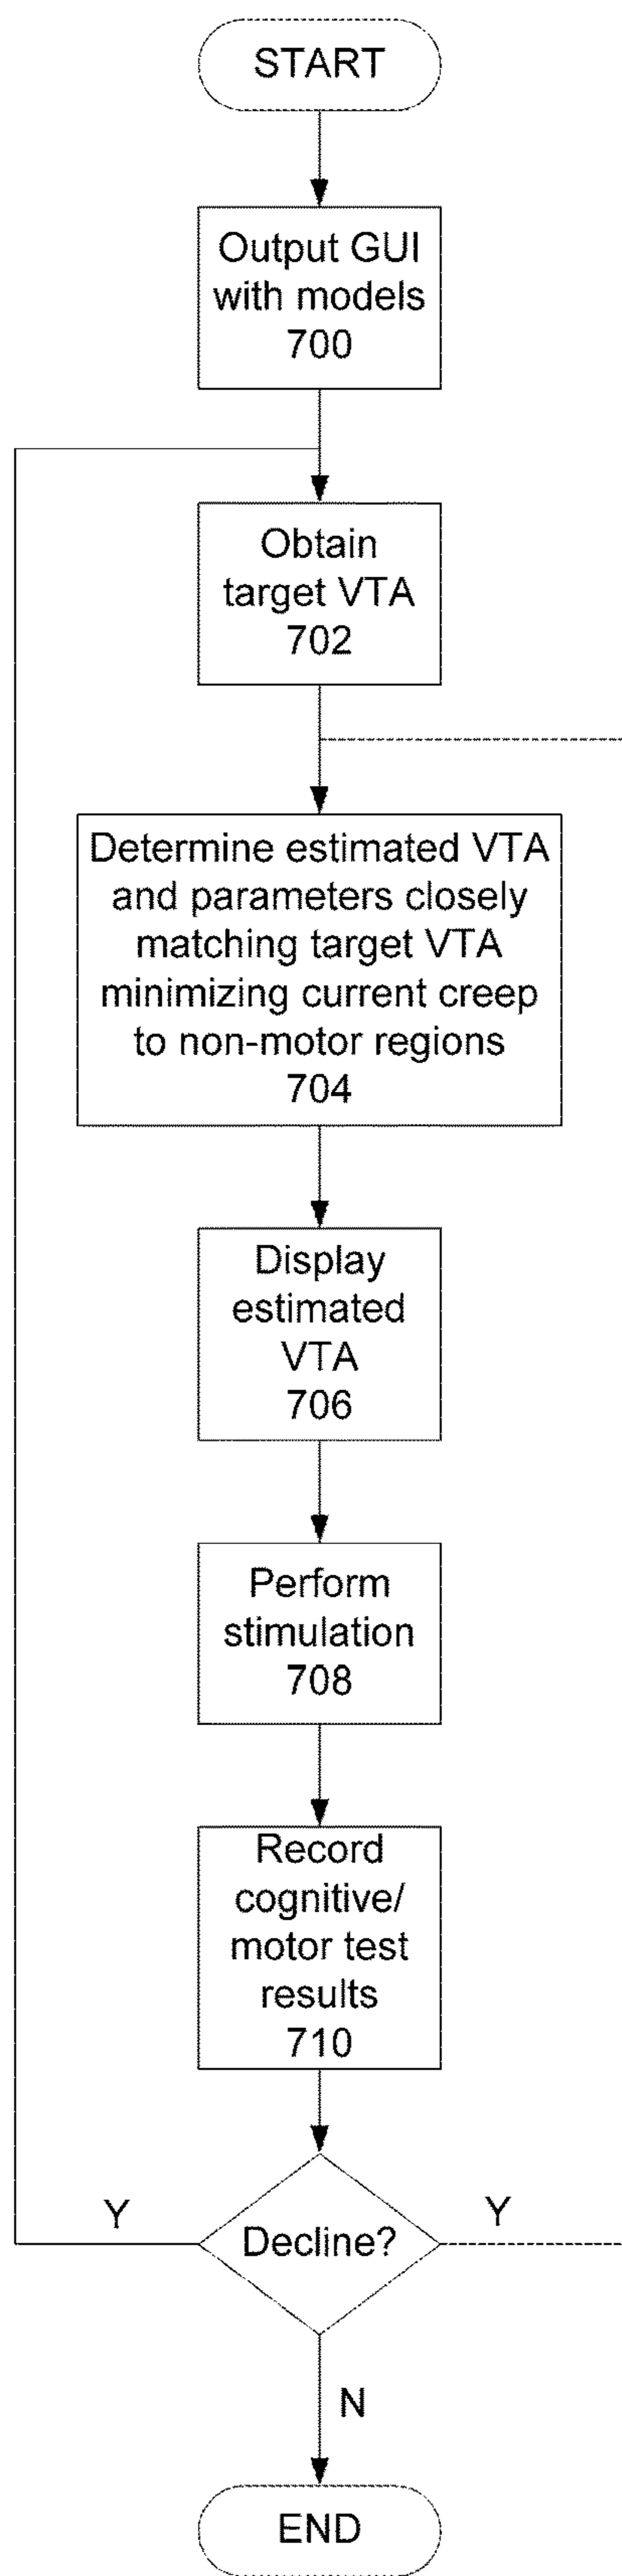 START
Output GUI
with models
700
Obtain
target VTA
702
Determine estimated VTA
and parameters closely
matching target VTA
minimizing current creep
to non-motor regions
704
Display
estimated
VTA
706
Perform
stimulation
708
Record
cognitive/
motor test
results
710
Y
Decline?
Y
N
END